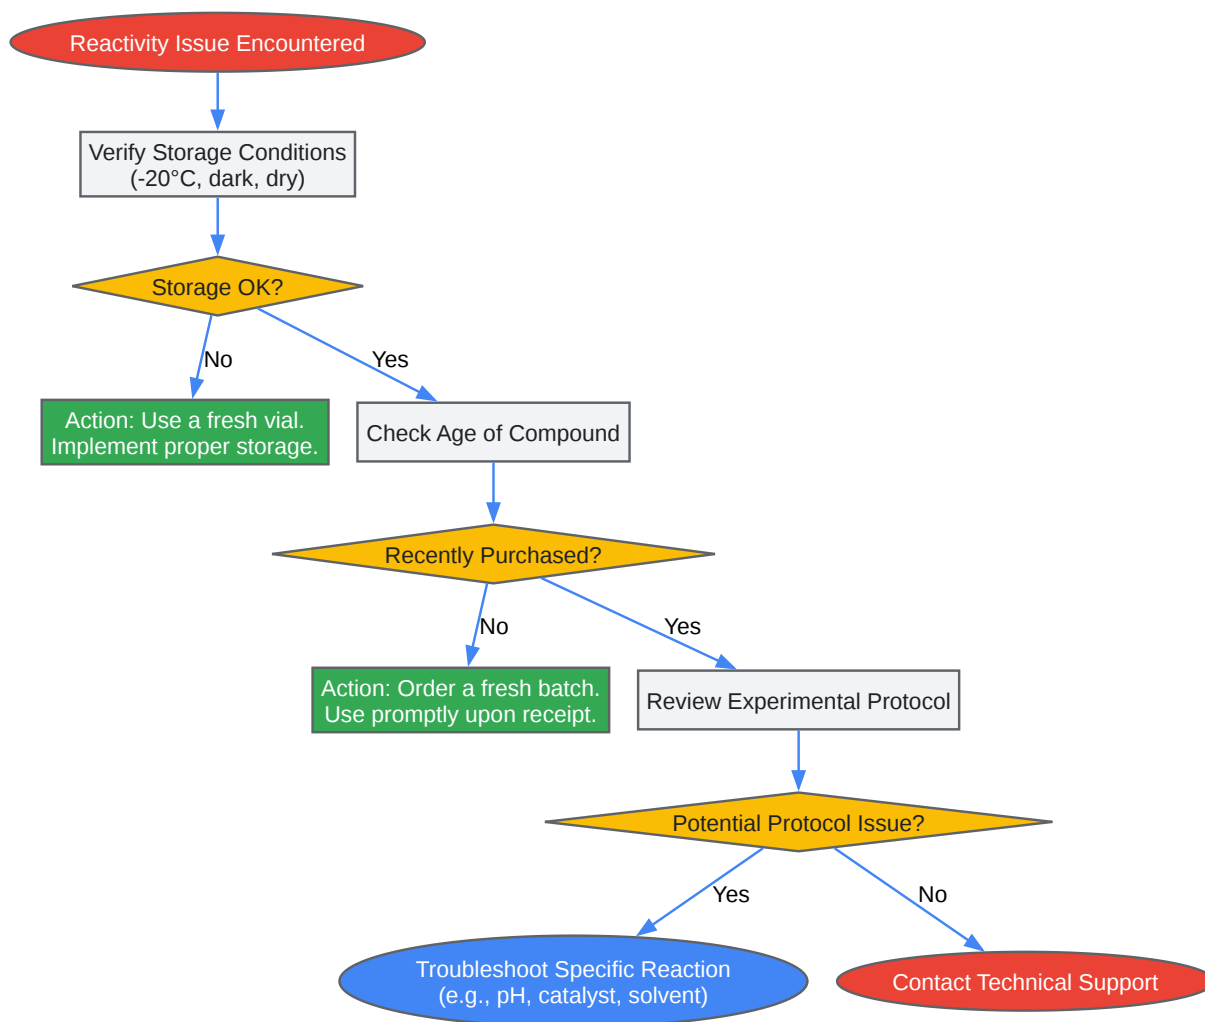 Reactivity Issue Encountered
Verify Storage Conditions
(-20°C, dark, dry)
Storage OK?
No
Yes
Action: Use a fresh vial.
Implement proper storage.
Check Age of Compound
Recently Purchased?
No
Yes
Action: Order a fresh batch.
Use promptly upon receipt.
Review Experimental Protocol
Potential Protocol Issue?
Yes
No
Troubleshoot Specific Reaction
(e.g., pH, catalyst, solvent)
Contact Technical Support